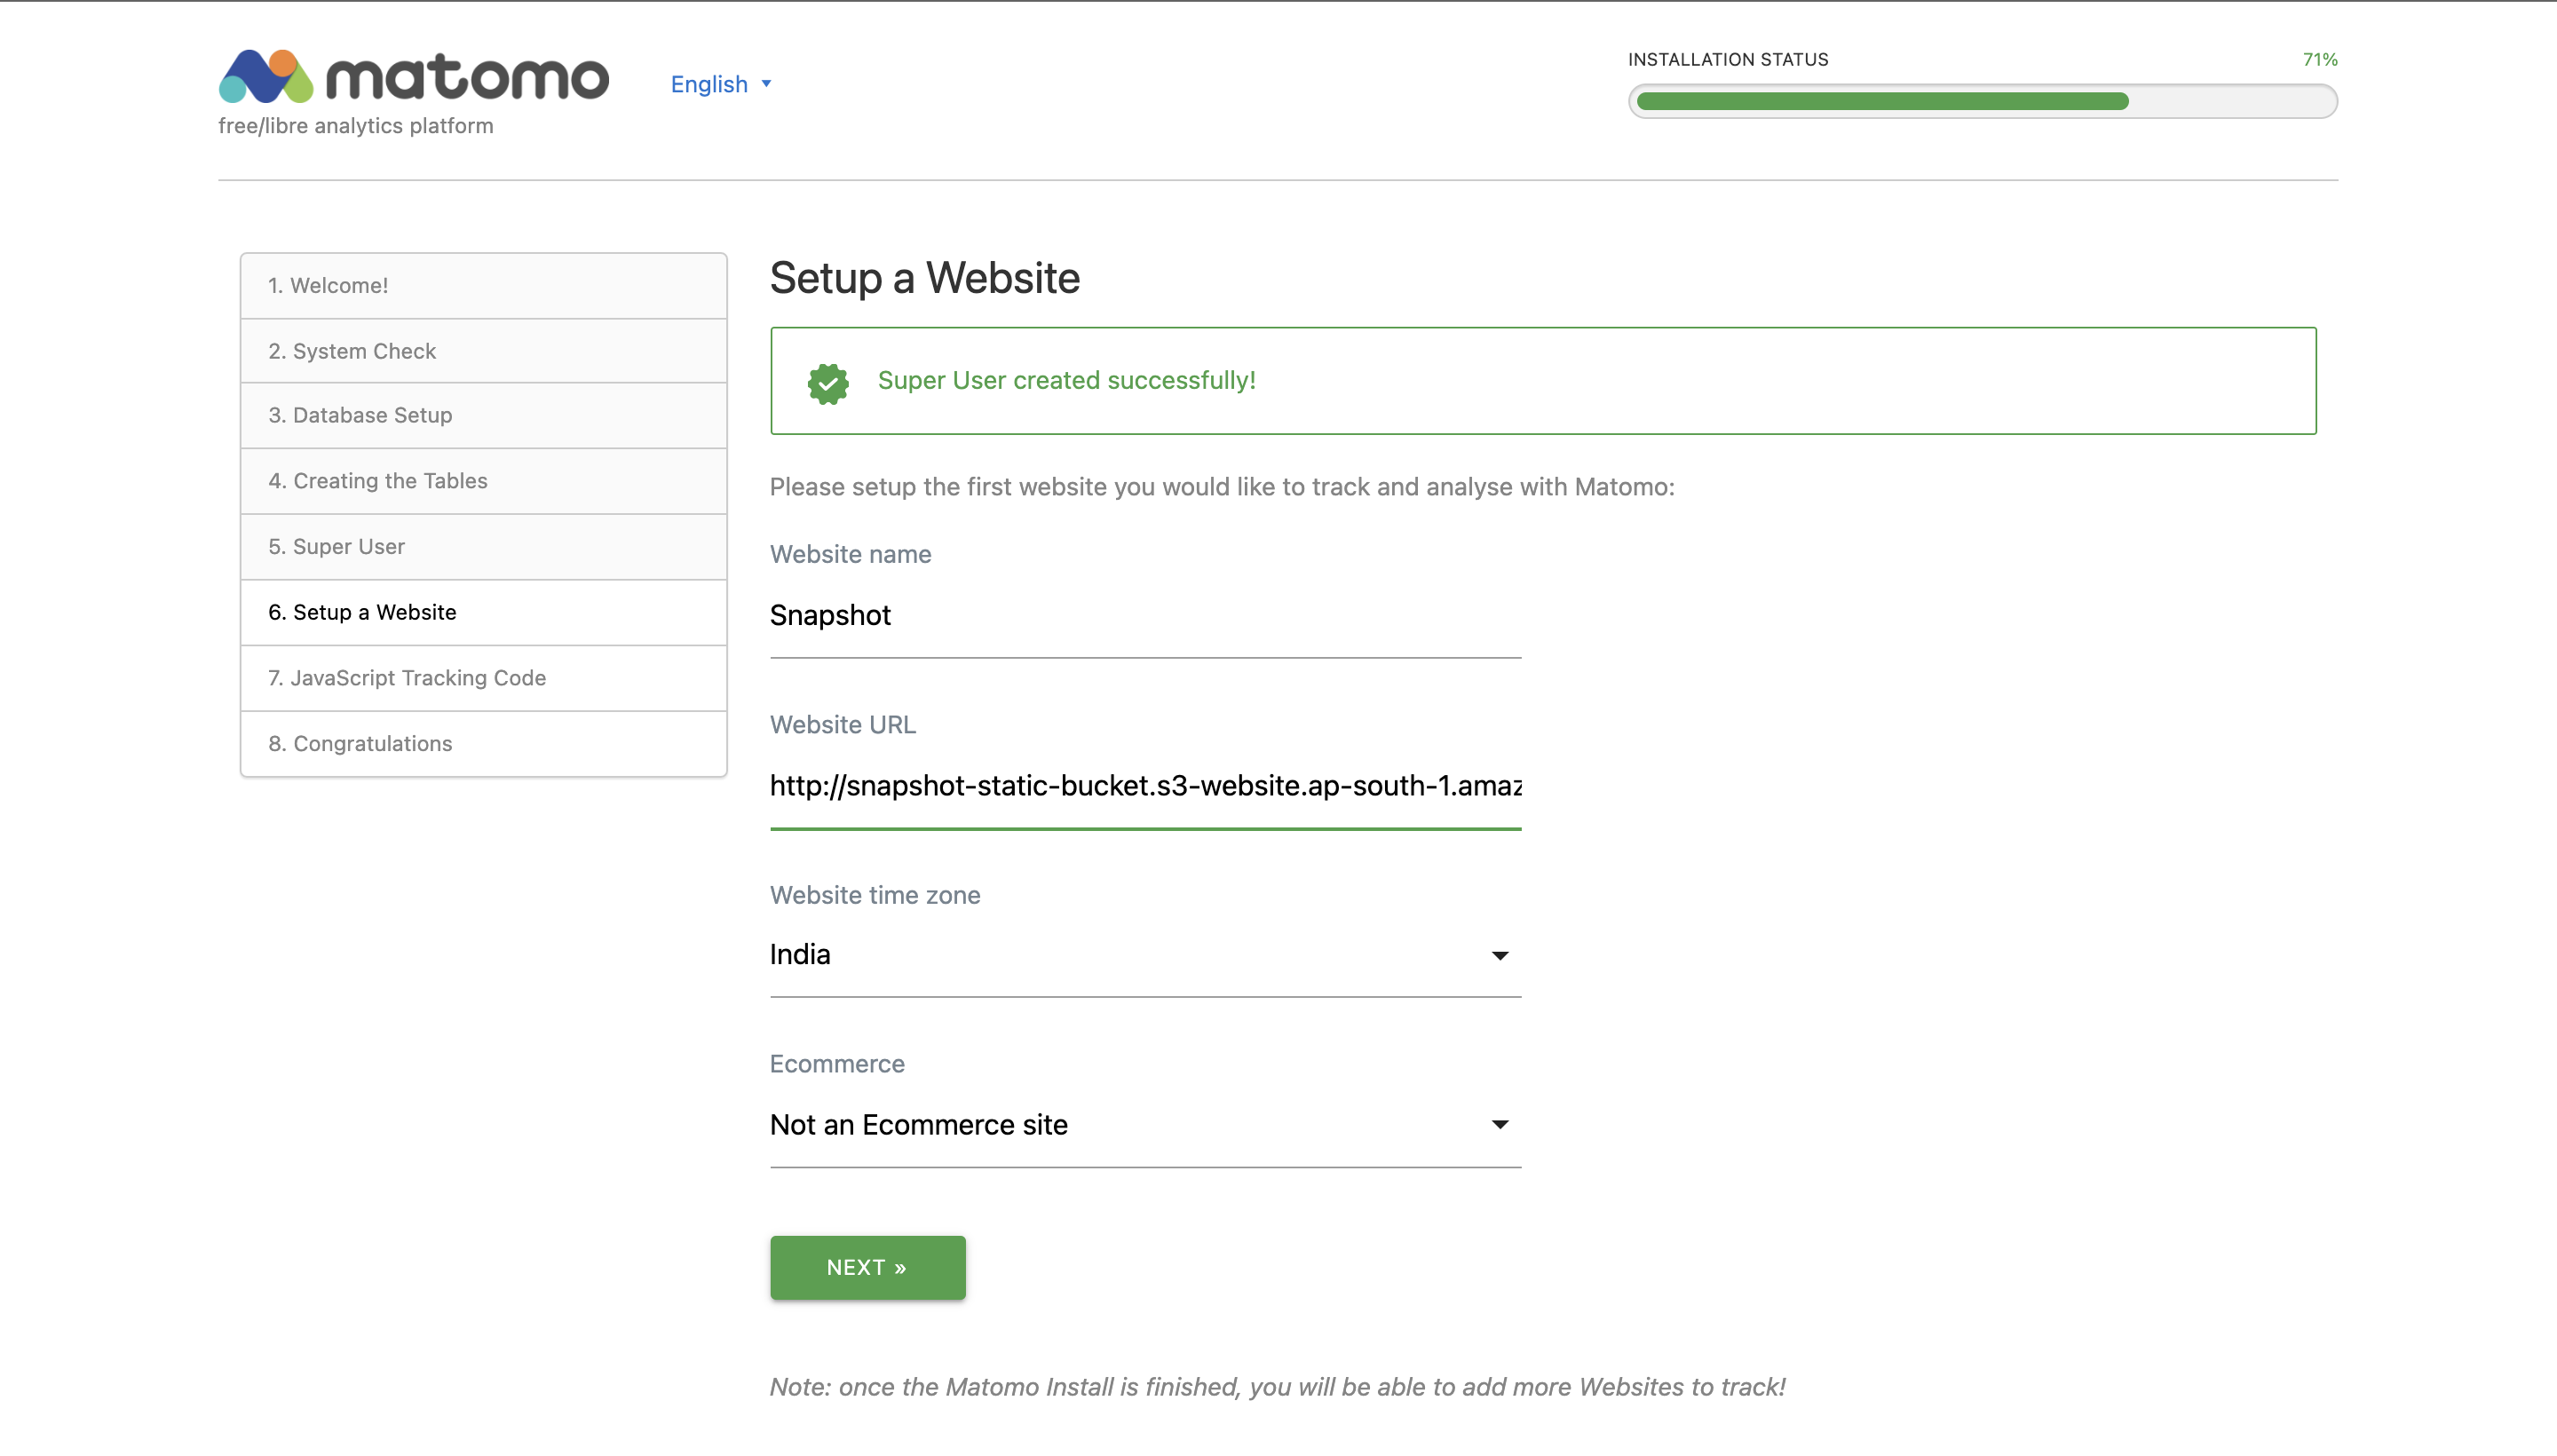 matomo
free/libre analytics platform
English
INSTALLATION STATUS
71%
1. Welcome!
2. System Check
3. Database Setup
4. Creating the Tables
5. Super User
6. Setup a Website
7. JavaScript Tracking Code
8. Congratulations
Setup a Website
Super User created successfully!
Please setup the first website you would like to track and analyse with Matomo:
Website name
Snapshot
Website URL
http://snapshot-static-bucket.s3-website.ap-south-1.amaz
Website time zone
India
Ecommerce
Not an Ecommerce site
NEXT »
Note: once the Matomo Install is finished, you will be able to add more Websites to track!